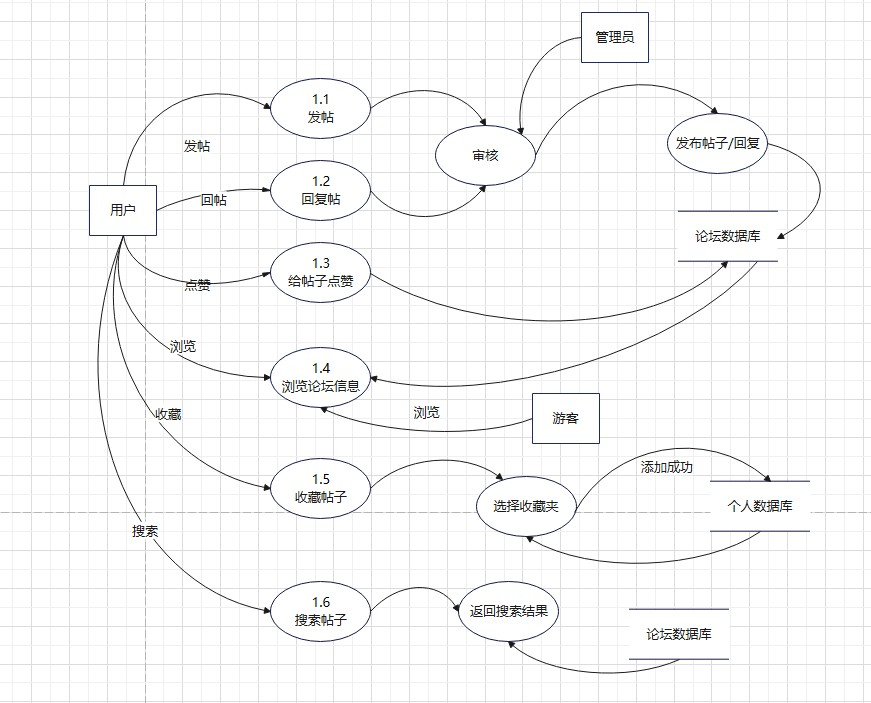 管理员
1.1
发帖
发帖
审核
发布帖子/回复
用户
1.2
回复帖
回帖
论坛数据库
1.3
给帖子点赞
点赞
浏览
1.4
浏览论坛信息
浏览
游客
收藏
1.5
收藏帖子
选择收藏夹
添加成功
个人数据库
搜索
1.6
搜索帖子
返回搜索结果
论坛数据库